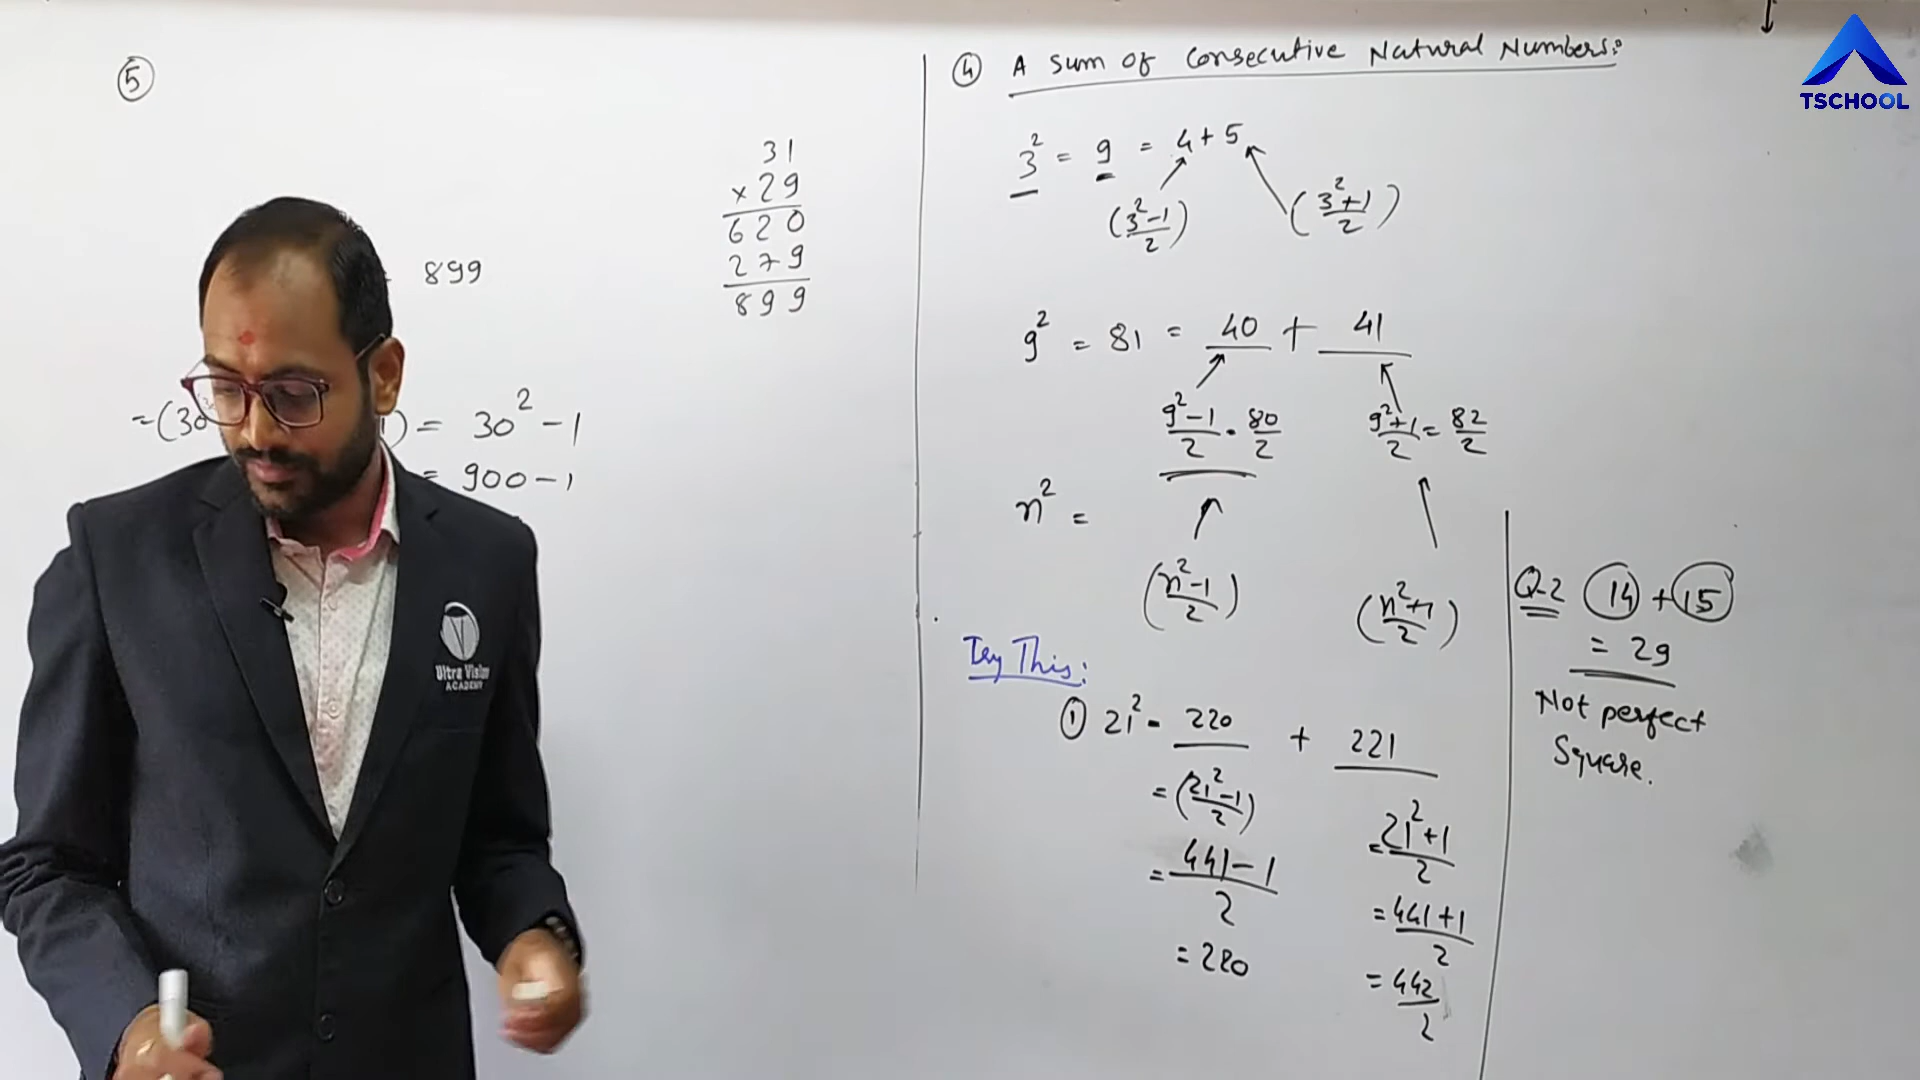 ⑤
31
×29
620
279
899
899
=(30
) = 30² - 1
= 900 - 1
④ A sum of Consecutive Natural Numbers:
3² = 9 = 4 + 5
(3²-1/2) (3²+1/2)
9² = 81 = 40 + 41
9²-1/2 = 80/2 9²+1/2 = 82/2
n² =
(n²-1/2) (n²+1/2)
Try This:
① 21² = 220 + 221
= (21²-1/2) = 21²+1/2
= 441-1/2 = 441+1/2
= 220 = 442/2
Q-2 14 + 15
= 29
Not perfect
Square.
Ultra Vision
ACADEMY
TSCHOOL